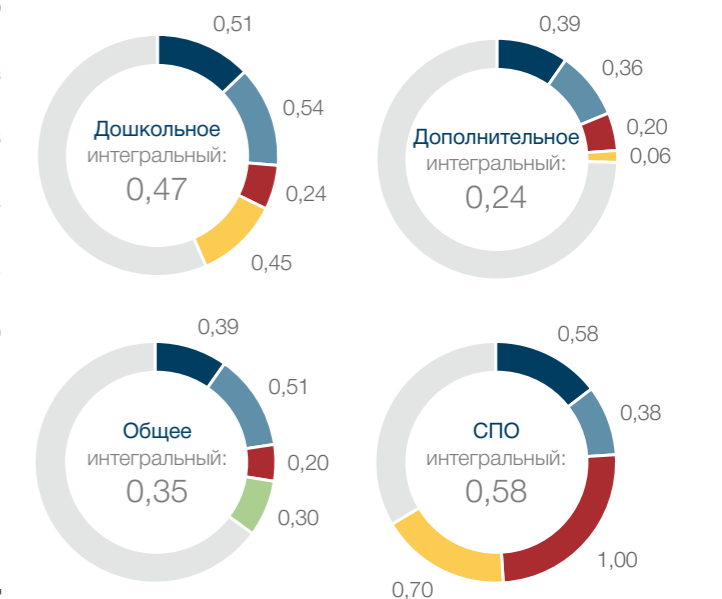 0,51
0,54
0,24
0,45
Дошкольное
интегральный:
0,47
0,39
0,36
0,20
0,06
Дополнительное
интегральный:
0,24
0,39
0,51
0,20
0,30
Общее
интегральный:
0,35
0,58
0,38
1,00
0,70
СПО
интегральный:
0,58